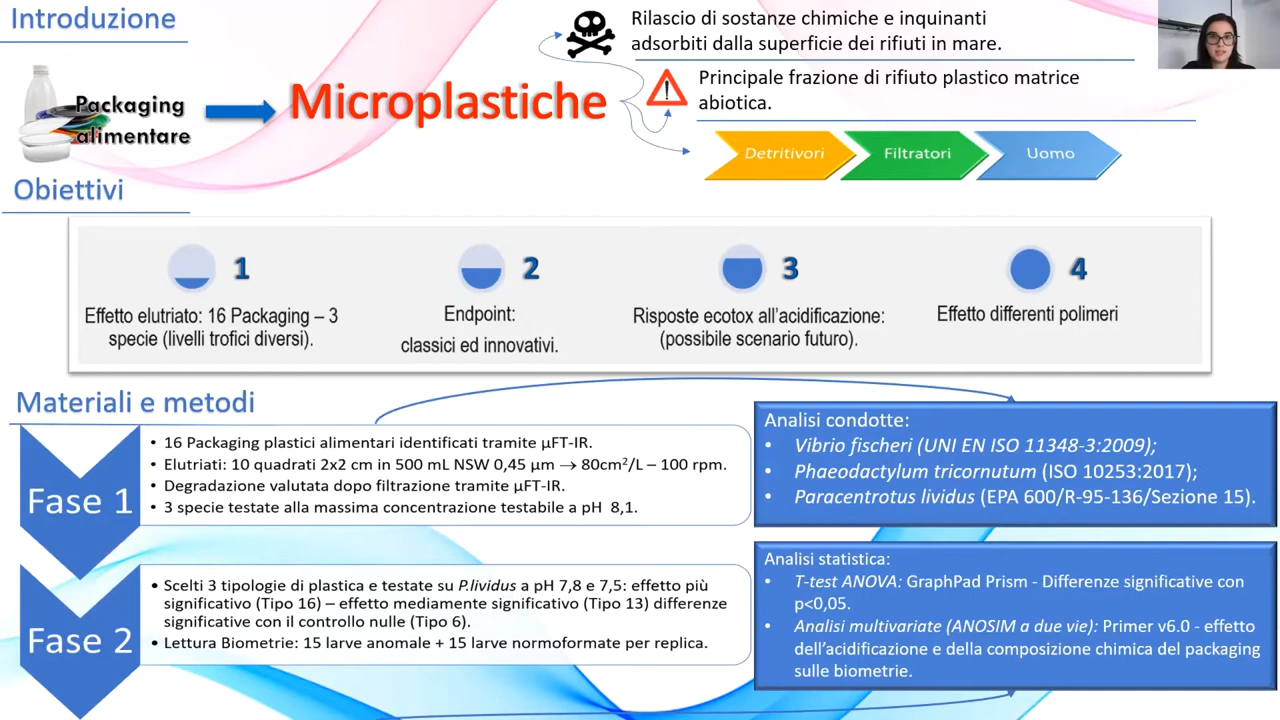 Introduzione
Packaging
alimentare
Microplastiche
Rilascio di sostanze chimiche e inquinanti
adsorbiti dalla superficie dei rifiuti in mare.
Principale frazione di rifiuto plastico matrice
abiotica.
Detritivori
Filtratori
Uomo
Obiettivi
1
Effetto elutriato: 16 Packaging – 3
specie (livelli trofici diversi).
2
Endpoint:
classici ed innovativi.
3
Risposte ecotox all’acidificazione:
(possibile scenario futuro).
4
Effetto differenti polimeri
Materiali e metodi
Fase 1
• 16 Packaging plastici alimentari identificati tramite µFT-IR.
• Elutriati: 10 quadrati 2x2 cm in 500 mL NSW 0,45 µm → 80cm²/L – 100 rpm.
• Degradazione valutata dopo filtrazione tramite µFT-IR.
• 3 specie testate alla massima concentrazione testabile a pH 8,1.
Analisi condotte:
• Vibrio fischeri (UNI EN ISO 11348-3:2009);
• Phaeodactylum tricornutum (ISO 10253:2017);
• Paracentrotus lividus (EPA 600/R-95-136/Sezione 15).
Fase 2
• Scelti 3 tipologie di plastica e testate su P.lividus a pH 7,8 e 7,5: effetto più
significativo (Tipo 16) – effetto mediamente significativo (Tipo 13) differenze
significative con il controllo nulle (Tipo 6).
• Lettura Biometrie: 15 larve anomale + 15 larve normoformate per replica.
Analisi statistica:
• T-test ANOVA: GraphPad Prism - Differenze significative con
p<0,05.
• Analisi multivariate (ANOSIM a due vie): Primer v6.0 - effetto
dell’acidificazione e della composizione chimica del packaging
sulle biometrie.